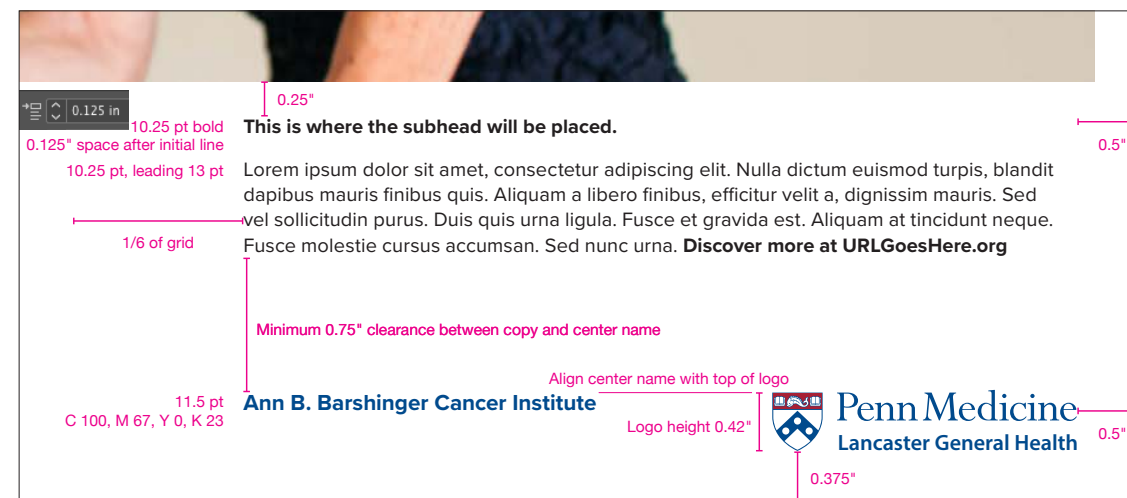 0.25"
0.125 in
10.25 pt bold
0.125" space after initial line
This is where the subhead will be placed.
0.5"
10.25 pt, leading 13 pt
Lorem ipsum dolor sit amet, consectetur adipiscing elit. Nulla dictum euismod turpis, blandit
dapibus mauris finibus quis. Aliquam a libero finibus, efficitur velit a, dignissim mauris. Sed
vel sollicitudin purus. Duis quis urna ligula. Fusce et gravida est. Aliquam at tincidunt neque.
Fusce molestie cursus accumsan. Sed nunc urna. Discover more at URLGoesHere.org
1/6 of grid
Minimum 0.75" clearance between copy and center name
Align center name with top of logo
11.5 pt
C 100, M 67, Y 0, K 23
Ann B. Barshinger Cancer Institute
Logo height 0.42"
Penn Medicine
Lancaster General Health
0.5"
0.375"